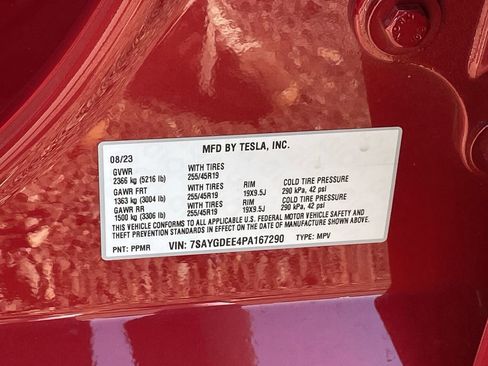 MFD BY TESLA, INC.
08/23
GVWR WITH TIRES
2366 kg (5216 lb) 255/45R19 RIM COLD TIRE PRESSURE
GAWR FRT WITH TIRES 19X9.5J 290 kPa, 42 psi
1363 kg (3004 lb) 255/45R19
GAWR RR WITH TIRES RIM COLD TIRE PRESSURE
1500 kg (3306 lb) 255/45R19 19X9.5J 290 kPa, 42 psi
THIS VEHICLE CONFORMS TO ALL APPLICABLE U.S. FEDERAL MOTOR VEHICLE SAFETY AND
THEFT PREVENTION STANDARDS IN EFFECT ON THE DATE OF MANUFACTURE SHOWN ABOVE.
PNT: PPMR VIN: 7SAYGDEE4PA167290 TYPE: MPV